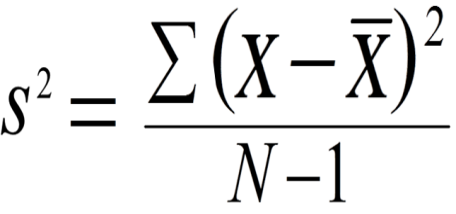 s² = ∑(X − X̅)² / (N − 1)